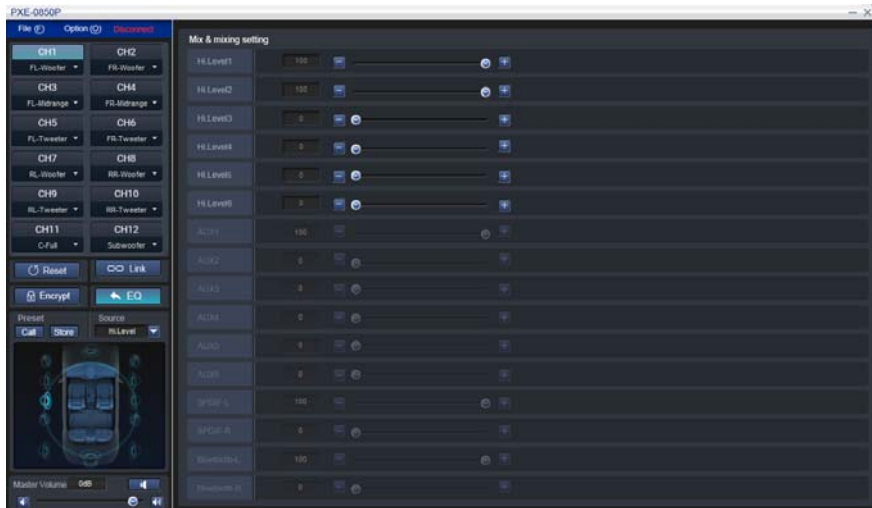 PXE-0850P
File (F) Option (O) Disconnect
CH1 CH2
FL-Woofer FR-Woofer
CH3 CH4
FL-Midrange FR-Midrange
CH5 CH6
FL-Tweeter FR-Tweeter
CH7 CH8
RL-Woofer RR-Woofer
CH9 CH10
RL-Tweeter RR-Tweeter
CH11 CH12
C-Full Subwoofer
Reset Link
Encrypt EQ
Preset Source
Call Store Hi.Level
Master Volume 0dB
Mix & mixing setting
Hi.Level1 100
Hi.Level2 100
Hi.Level3 0
Hi.Level4 0
Hi.Level5 0
Hi.Level6 0
AUX1 100
AUX2 0
AUX3 0
AUX4 0
AUX5 0
AUX6 0
SPDIF-L 100
SPDIF-R 0
Bluetooth-L 100
Bluetooth-R 0